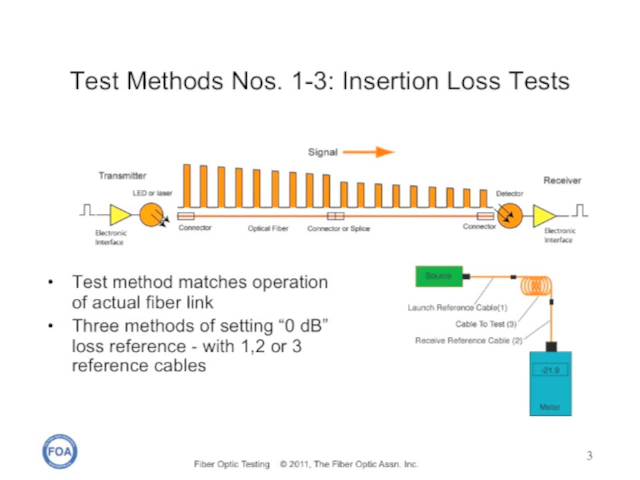 Test Methods Nos. 1-3: Insertion Loss Tests
Signal
Transmitter
Receiver
LED or laser
Detector
Electronic
Interface
Connector
Optical Fiber
Connector or Splice
Connector
Electronic
Interface
• Test method matches operation
of actual fiber link
• Three methods of setting “0 dB”
loss reference - with 1,2 or 3
reference cables
Source
Launch Reference Cable(1)
Cable To Test (3)
Receive Reference Cable (2)
-21.9
Meter
FOA
Fiber Optic Testing © 2011, The Fiber Optic Assn. Inc.
3